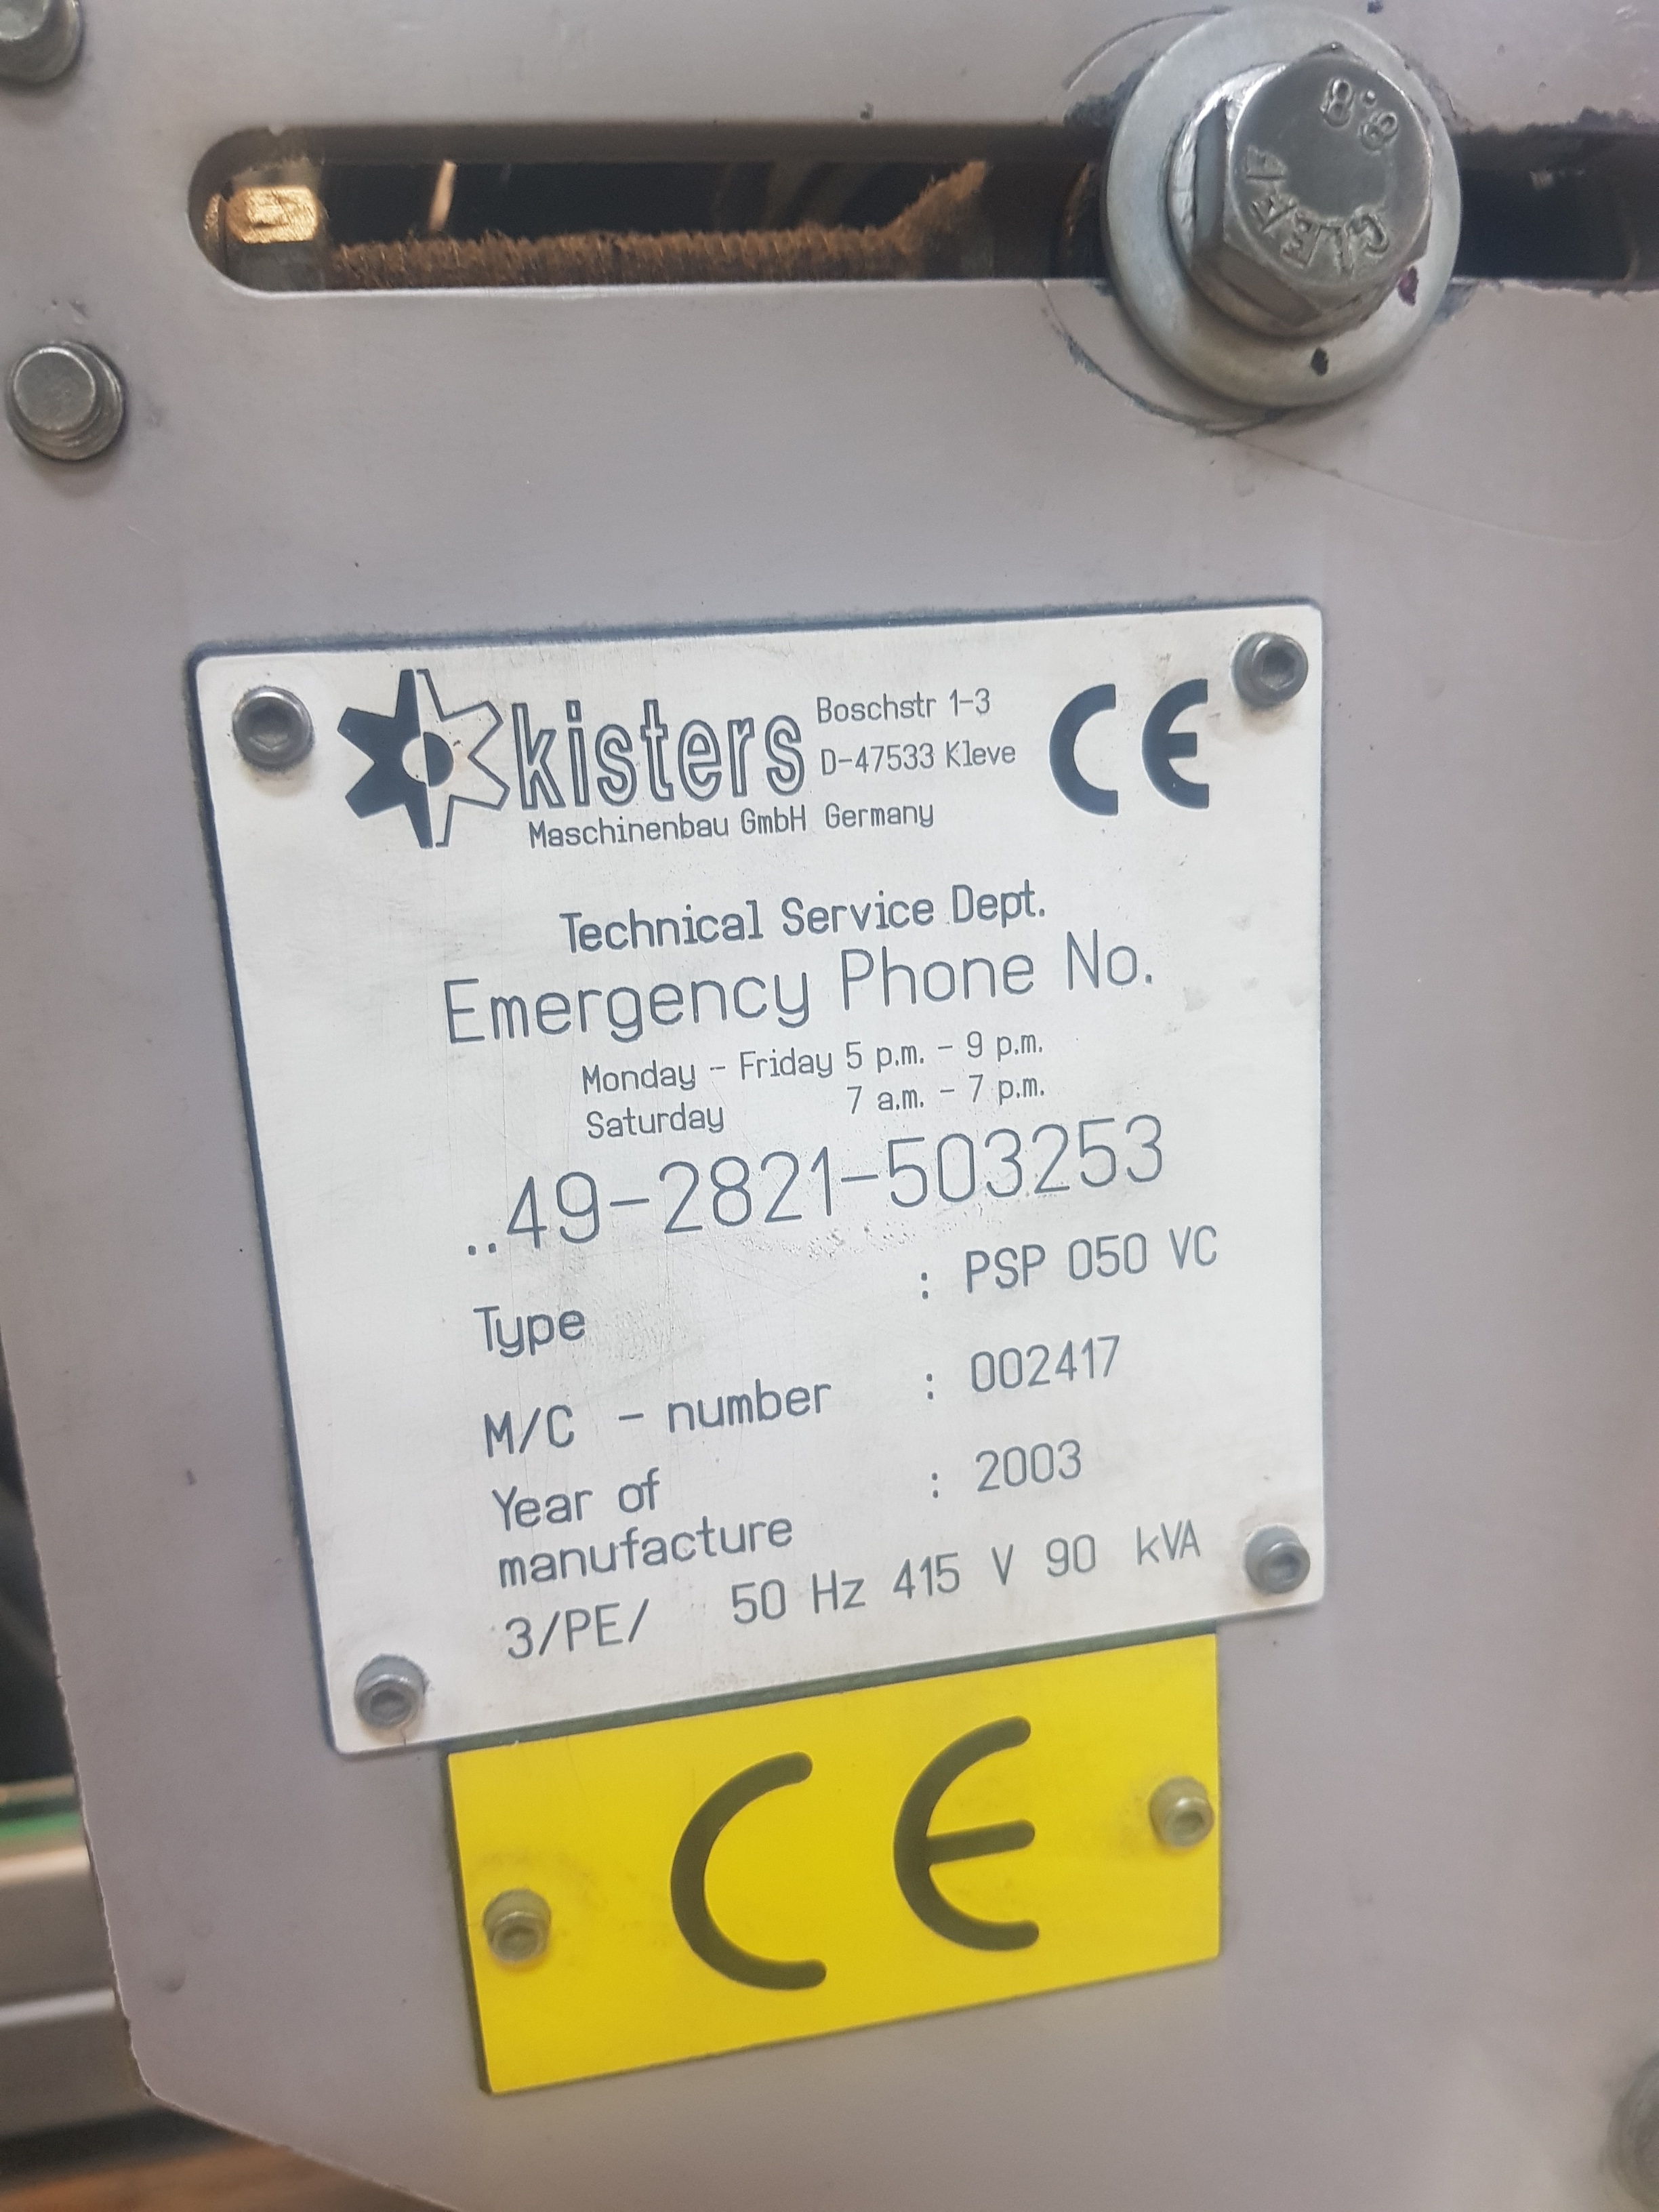 8.8
CLEA
kisters
Boschstr 1-3
D-47533 Kleve
Maschinenbau GmbH Germany
CE
Technical Service Dept.
Emergency Phone No.
Monday - Friday 5 p.m. - 9 p.m.
Saturday 7 a.m. - 7 p.m.
..49-2821-503253
Type : PSP 050 VC
M/C - number : 002417
Year of
manufacture : 2003
3/PE/ 50 Hz 415 V 90 kVA
CE